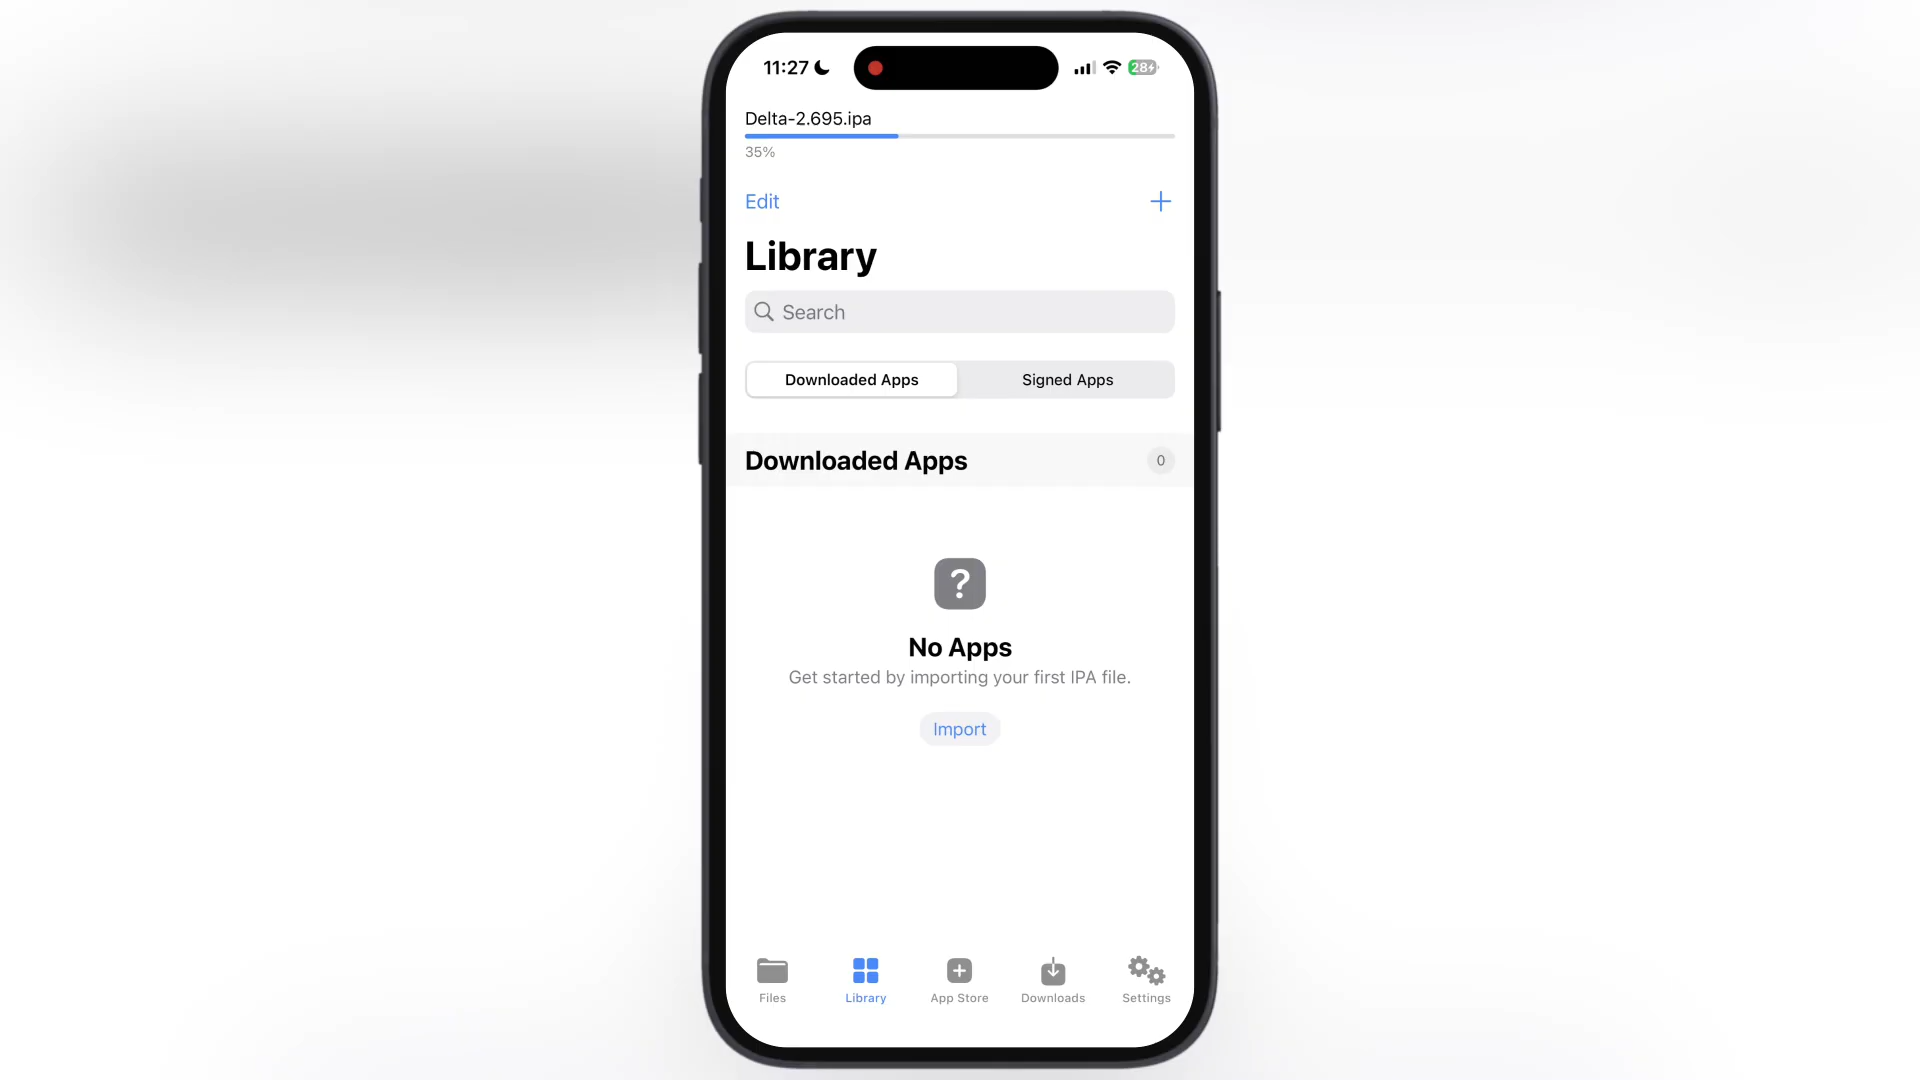 11:27
28
Delta-2.695.ipa
35%
Edit
Library
Search
Downloaded Apps
Signed Apps
Downloaded Apps
0
?
No Apps
Get started by importing your first IPA file.
Import
Files
Library
App Store
Downloads
Settings